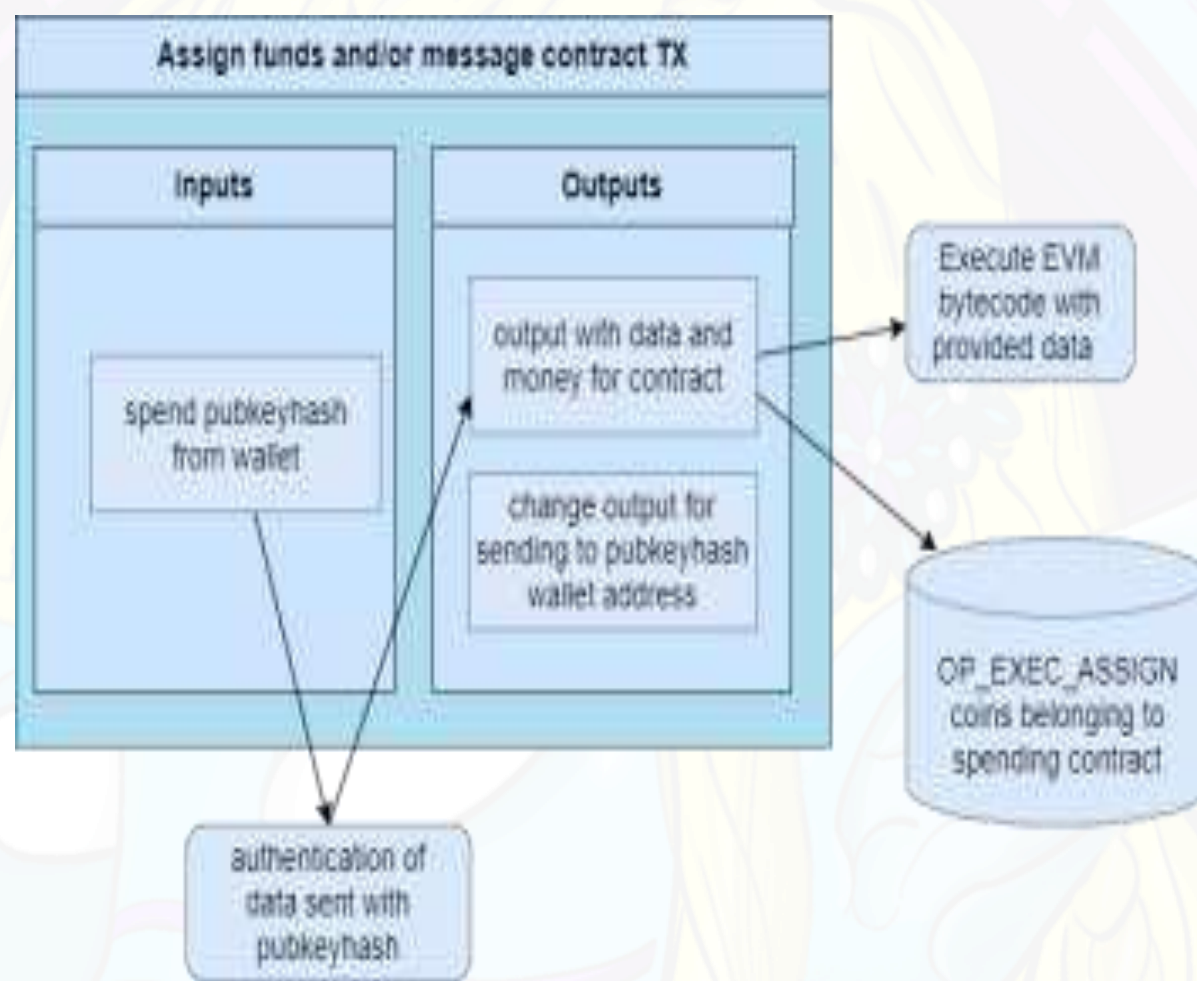 Assign funds and/or message contract TX
Inputs
Outputs
spend pubkeyhash
from wallet
output with data and
money for contract
change output for
sending to pubkeyhash
wallet address
Execute EVM
bytecode with
provided data
OP_EXEC_ASSIGN
coins belonging to
spending contract
authentication of
data sent with
pubkeyhash